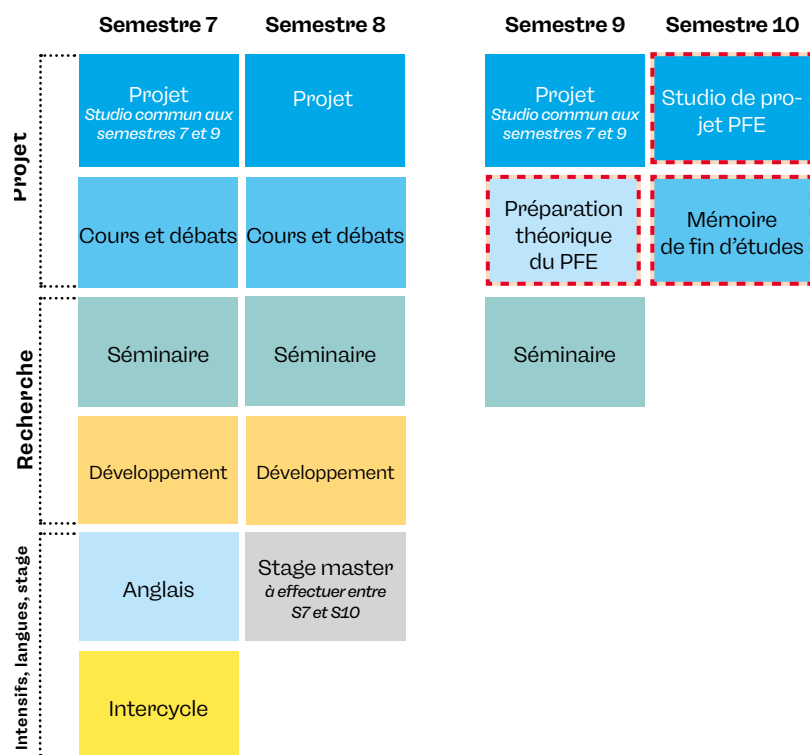 Semestre 7
Semestre 8
Semestre 9
Semestre 10
Projet
Projet
Studio commun aux
semestres 7 et 9
Projet
Projet
Studio commun aux
semestres 7 et 9
Studio de pro-
jet PFE
Cours et débats
Cours et débats
Préparation
théorique
du PFE
Mémoire
de fin d'études
Recherche
Séminaire
Séminaire
Séminaire
Développement
Développement
Intensifs, langues, stage
Anglais
Stage master
à effectuer entre
S7 et S10
Intercycle